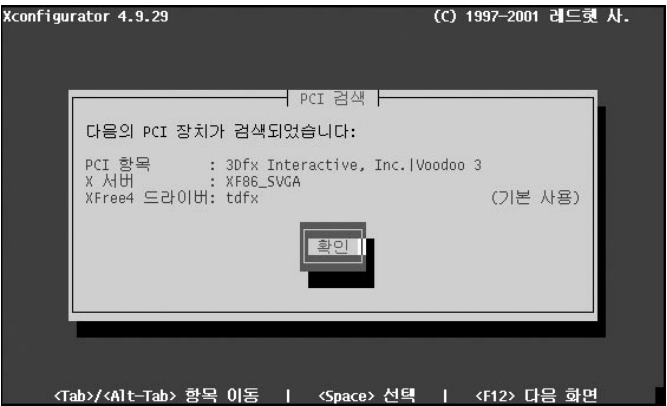 Xconfigurator 4.9.29 (C) 1997-2001 레드햇 사.
PCI 검색
다음의 PCI 장치가 검색되었습니다:
PCI 항목 : 3Dfx Interactive, Inc.|Voodoo 3
X 서버 : XF86_SVGA
XFree4 드라이버: tdfx (기본 사용)
확인
<Tab>/<Alt-Tab> 항목 이동 | <Space> 선택 | <F12> 다음 화면